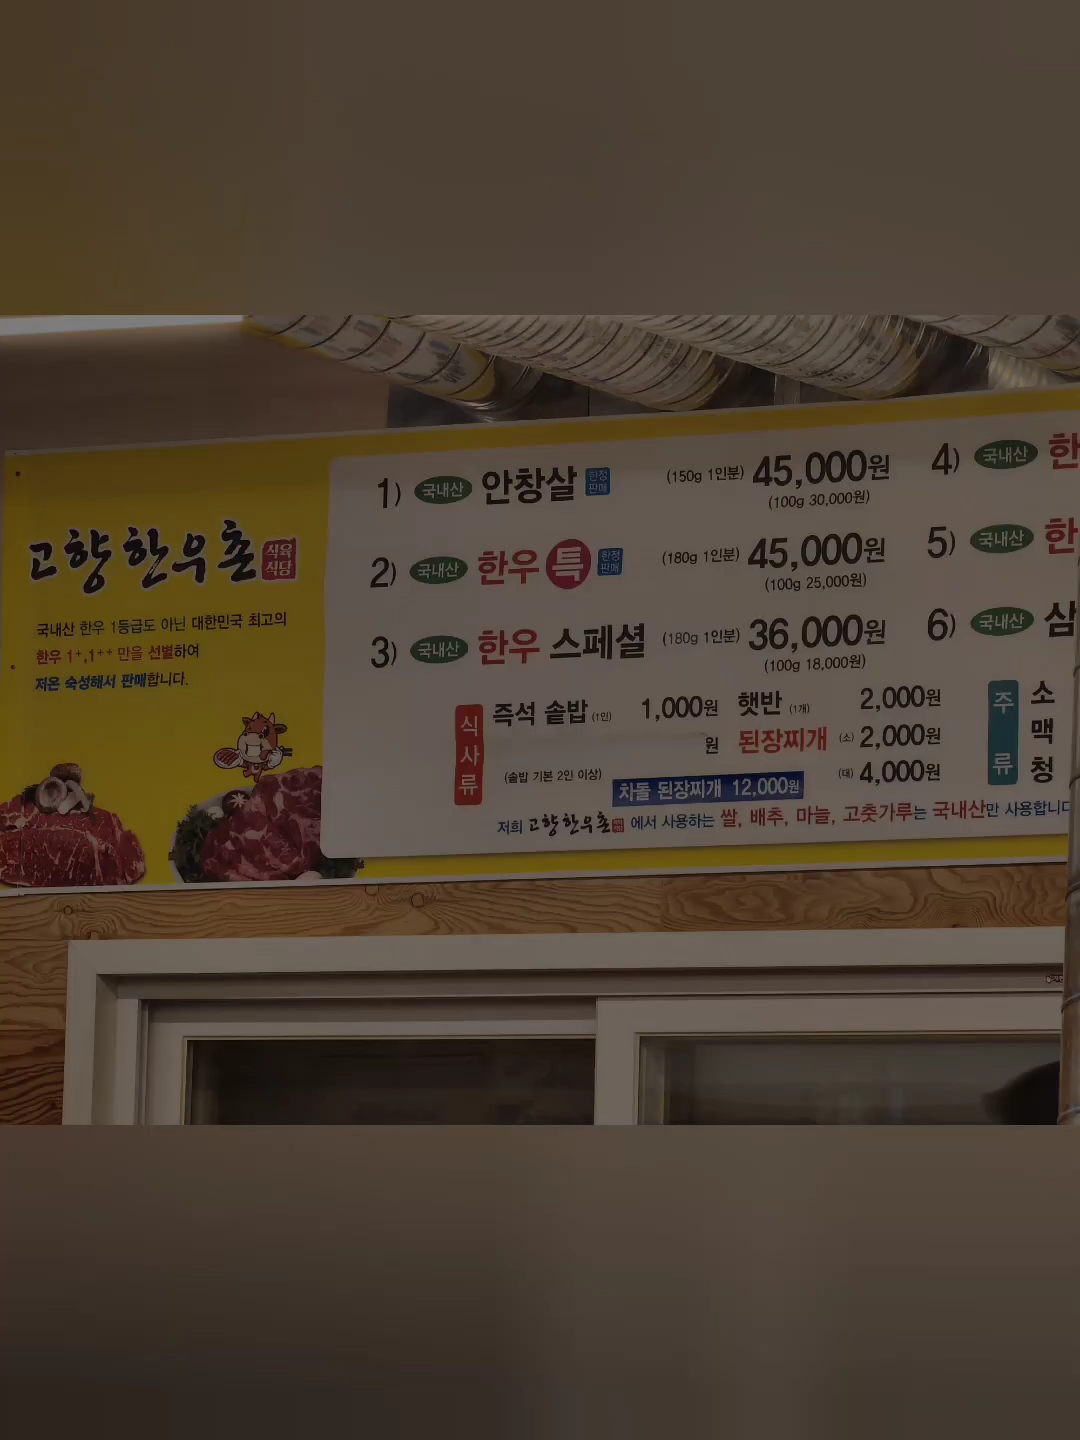 고향한우촌 식육식당
국내산 한우 1등급도 아닌 대한민국 최고의
한우 1⁺,1⁺⁺ 만을 선별하여
저온 숙성해서 판매합니다.
1) 국내산 안창살 한정판매 (150g 1인분) 45,000원
(100g 30,000원)
2) 국내산 한우 특 한정판매 (180g 1인분) 45,000원
(100g 25,000원)
3) 국내산 한우 스페셜 (180g 1인분) 36,000원
(100g 18,000원)
4) 국내산 한
5) 국내산 한
6) 국내산 삼
식사류
즉석 솥밥 (1인) 1,000원
원
(솥밥 기본 2인 이상)
햇반 (1개) 2,000원
된장찌개 (소) 2,000원
(대) 4,000원
차돌 된장찌개 12,000원
주류
소
맥
청
저희 고향한우촌 에서 사용하는 쌀, 배추, 마늘, 고춧가루는 국내산만 사용합니다